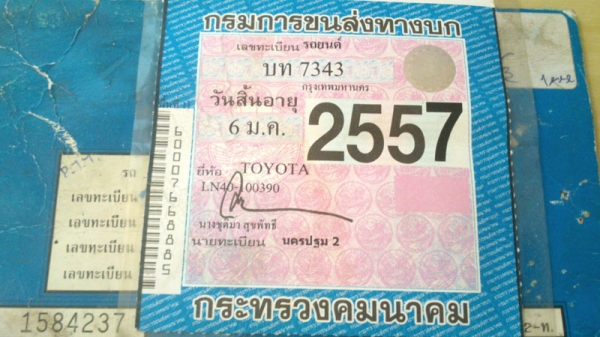 กรมการขนส่งทางบก
เลขทะเบียน รถยนต์
บท 7343
กรุงเทพมหานคร
วันสิ้นอายุ
6 ม.ค.
2557
ยี่ห้อ TOYOTA
LN40-100390
นายทะเบียน นครปฐม 2
กระทรวงคมนาคม
รถ
เลขทะเบียน
เลขทะเบียน
เลขทะเบียน
เลขทะเบียน
1584237